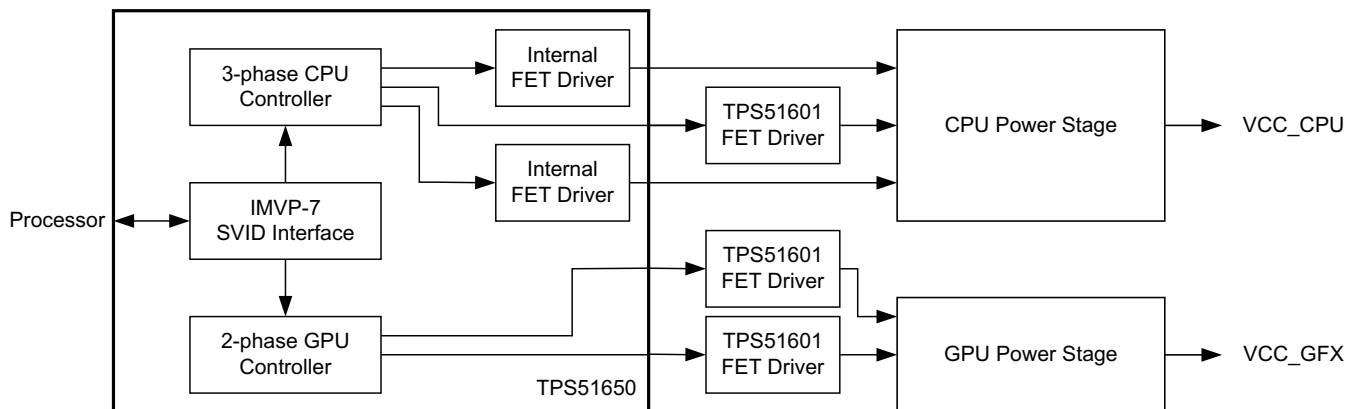 Internal
FET Driver
3-phase CPU
Controller
TPS51601
FET Driver
CPU Power Stage
VCC_CPU
Internal
FET Driver
Processor
IMVP-7
SVID Interface
TPS51601
FET Driver
2-phase GPU
Controller
TPS51601
FET Driver
GPU Power Stage
VCC_GFX
TPS51650